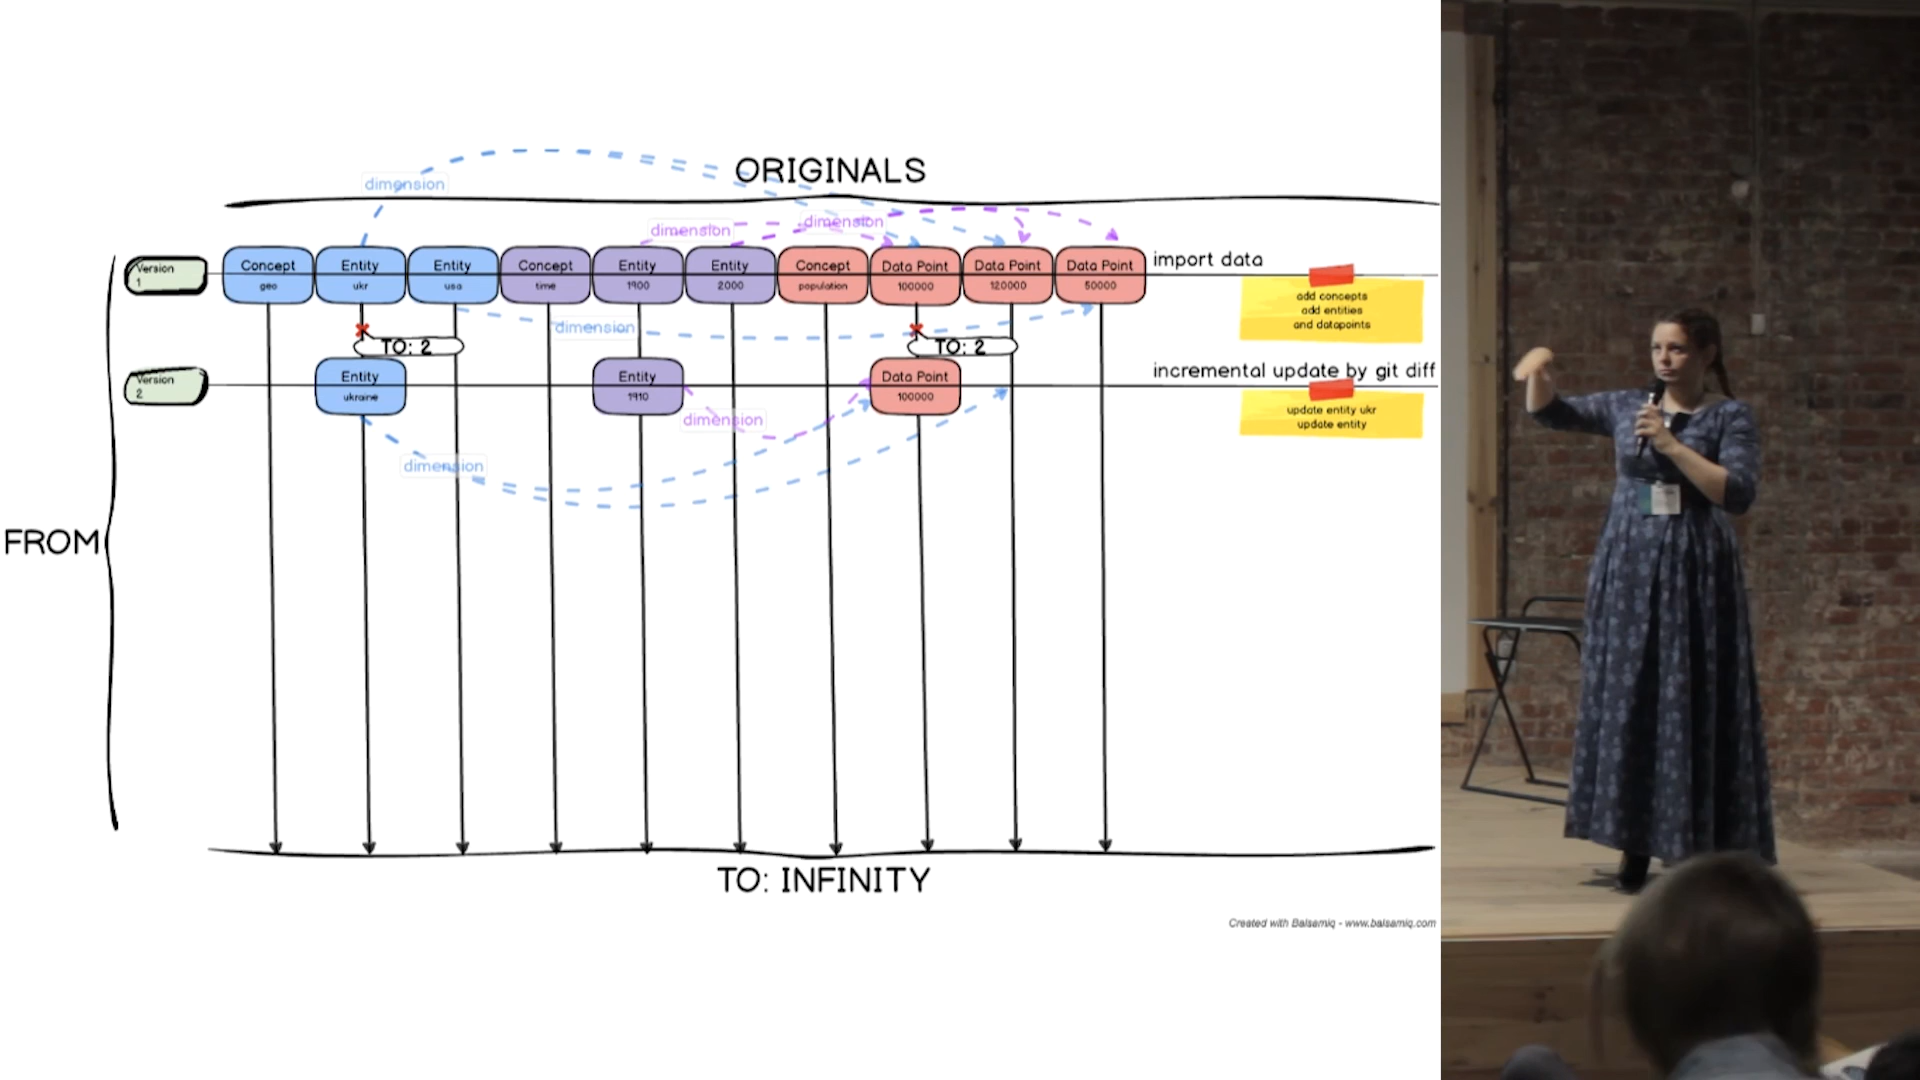 ORIGINALS
dimension
dimension
dimension
Version
1
Concept
geo
Entity
ukr
Entity
usa
Concept
time
Entity
1900
Entity
2000
Concept
population
Data Point
100000
Data Point
120000
Data Point
50000
import data
add concepts
add entities
and datapoints
dimension
TO: 2
TO: 2
Version
2
Entity
ukraine
Entity
1910
Data Point
100000
incremental update by git diff
update entity ukr
update entity
dimension
dimension
FROM
TO: INFINITY
Created with Balsamiq - www.balsamiq.com